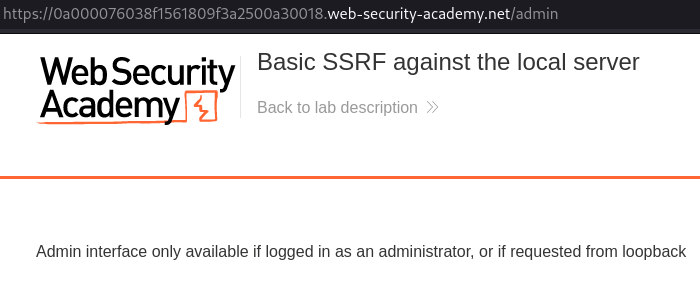 https://0a000076038f1561809f3a2500a30018.web-security-academy.net/admin
Web Security
Academy
Basic SSRF against the local server
Back to lab description
Admin interface only available if logged in as an administrator, or if requested from loopback